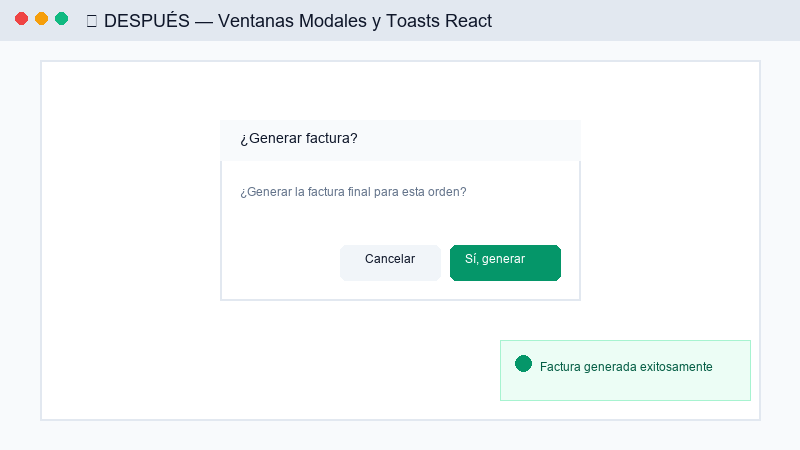 DESPUÉS — Ventanas Modales y Toasts React
¿Generar factura?
¿Generar la factura final para esta orden?
Cancelar
Sí, generar
Factura generada exitosamente